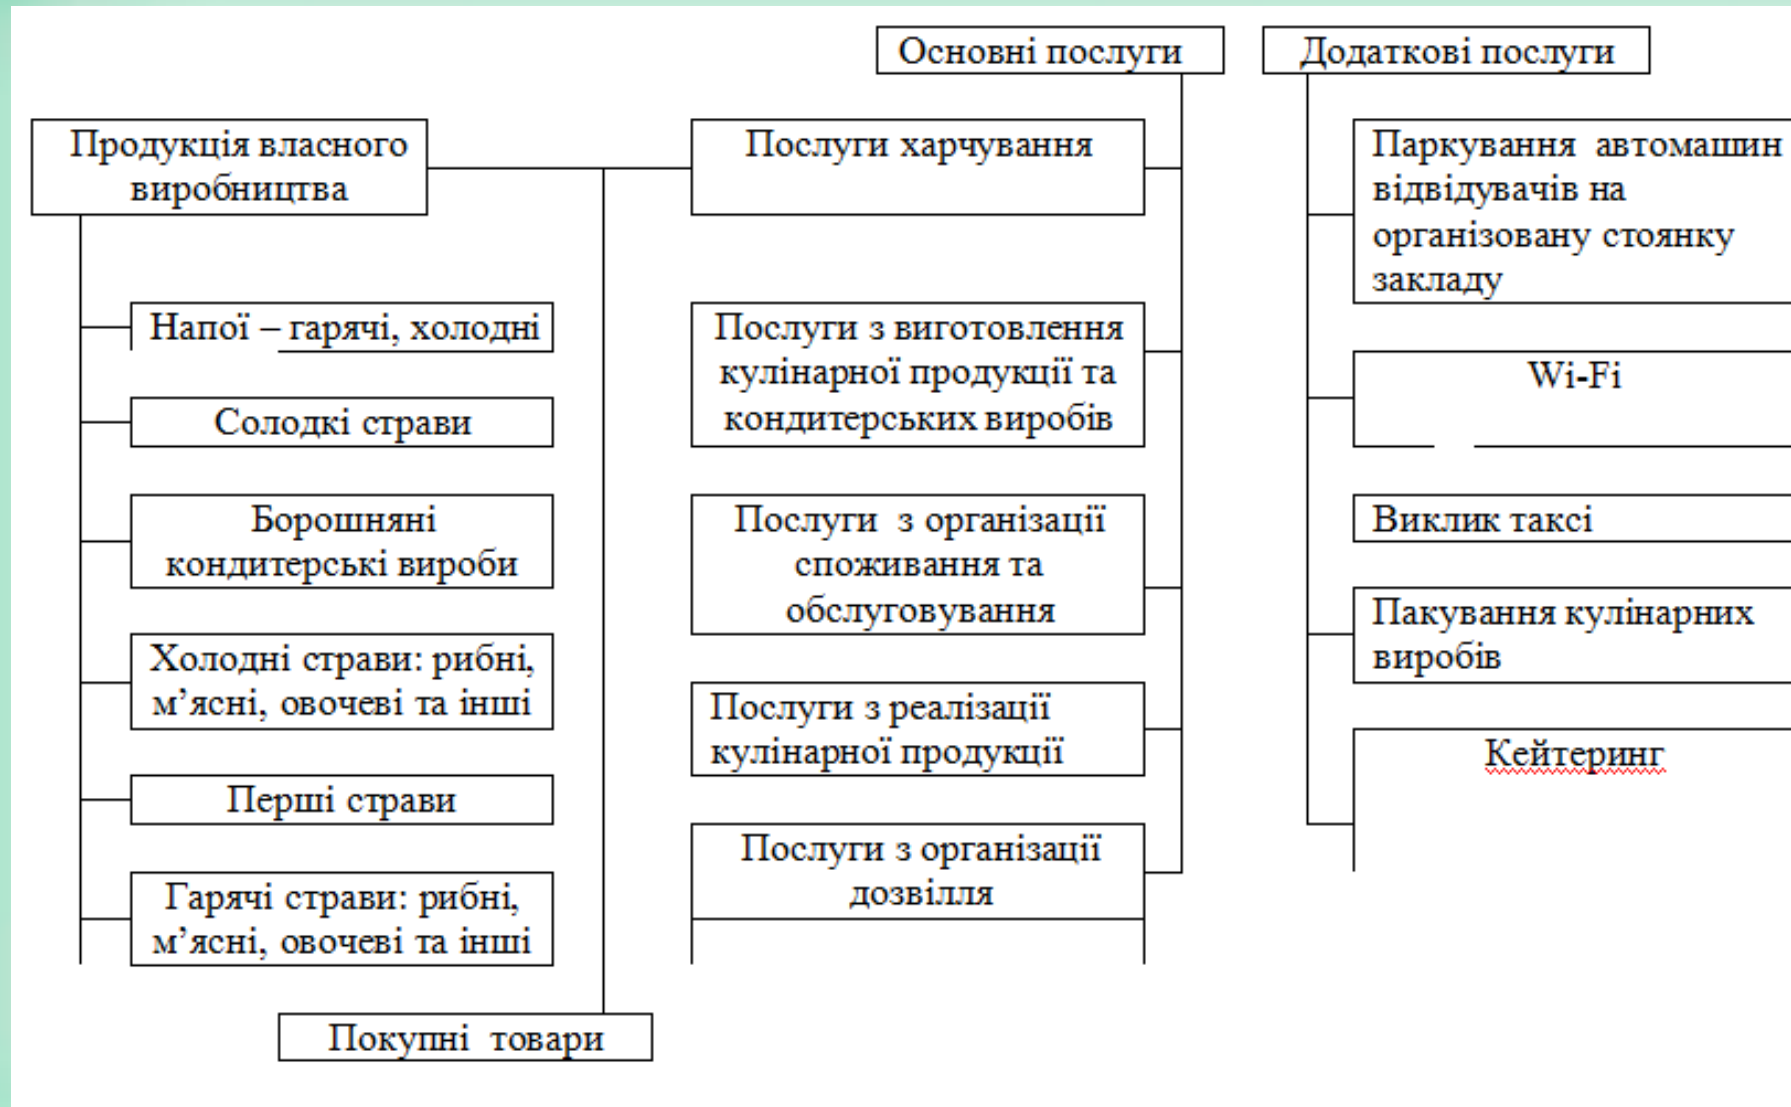 Основні послуги
Додаткові послуги
Продукція власного
виробництва
Напої – гарячі, холодні
Солодкі страви
Борошняні
кондитерські вироби
Холодні страви: рибні,
м’ясні, овочеві та інші
Перші страви
Гарячі страви: рибні,
м’ясні, овочеві та інші
Покупні товари
Послуги харчування
Послуги з виготовлення
кулінарної продукції та
кондитерських виробів
Послуги з організації
споживання та
обслуговування
Послуги з реалізації
кулінарної продукції
Послуги з організації
дозвілля
Паркування автомашин
відвідувачів на
організовану стоянку
закладу
Wi-Fi
Виклик таксі
Пакування кулінарних
виробів
Кейтеринг